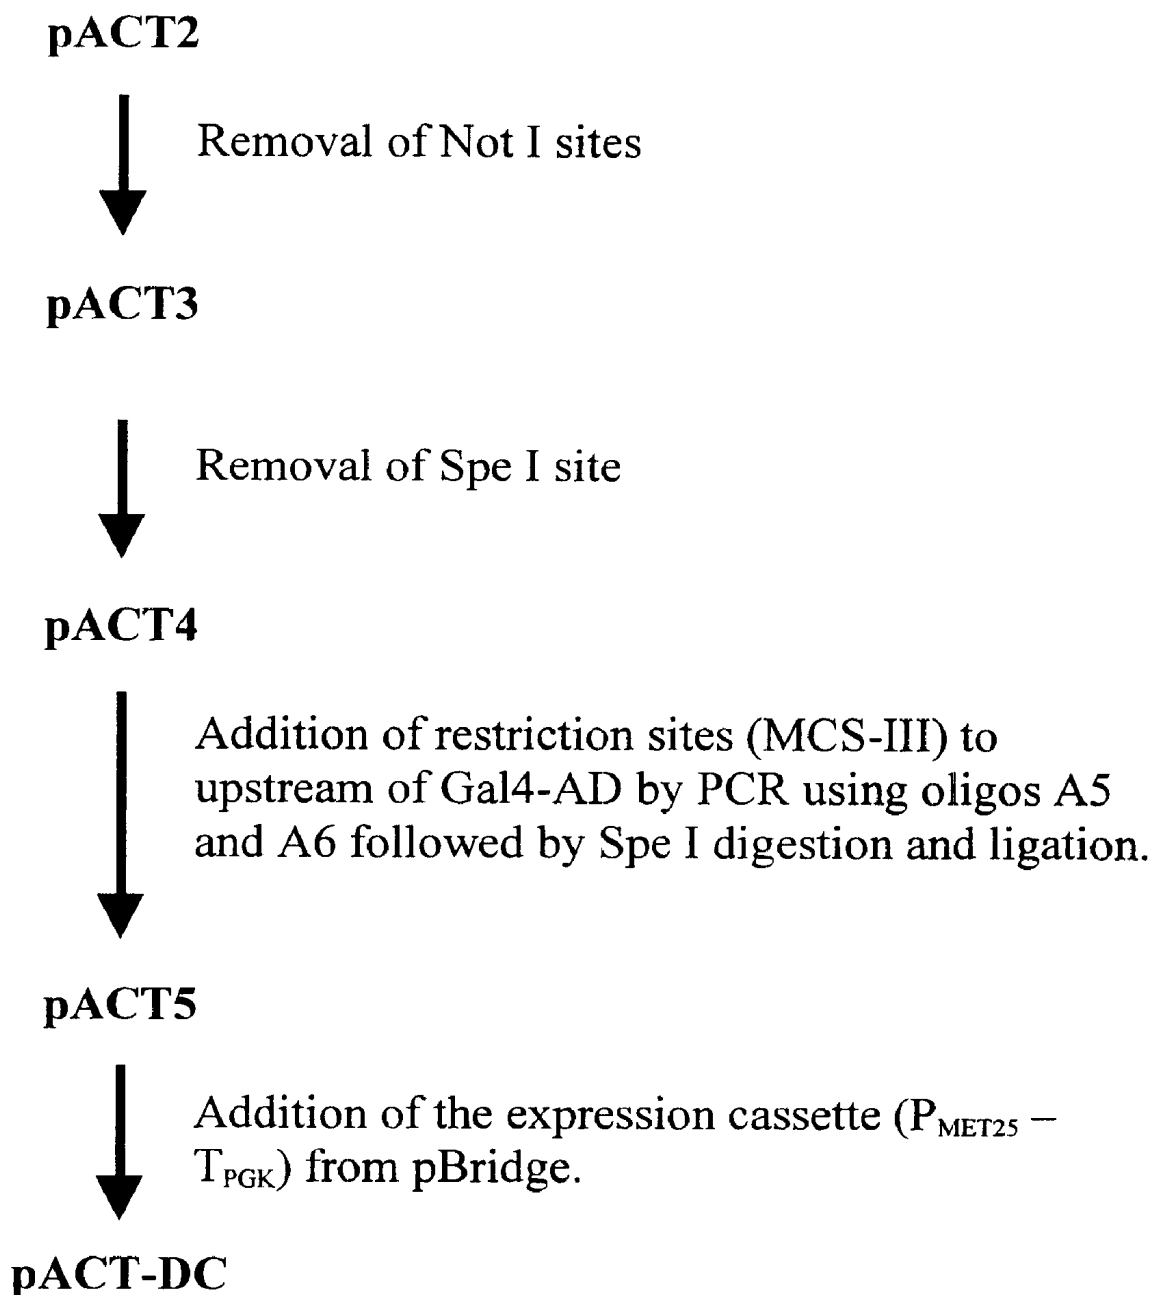 pACT2
Removal of Not I sites
pACT3
Removal of Spe I site
pACT4
Addition of restriction sites (MCS-III) to
upstream of Gal4-AD by PCR using oligos A5
and A6 followed by Spe I digestion and ligation.
pACT5
Addition of the expression cassette (PMET25 –
TPGK) from pBridge.
pACT-DC